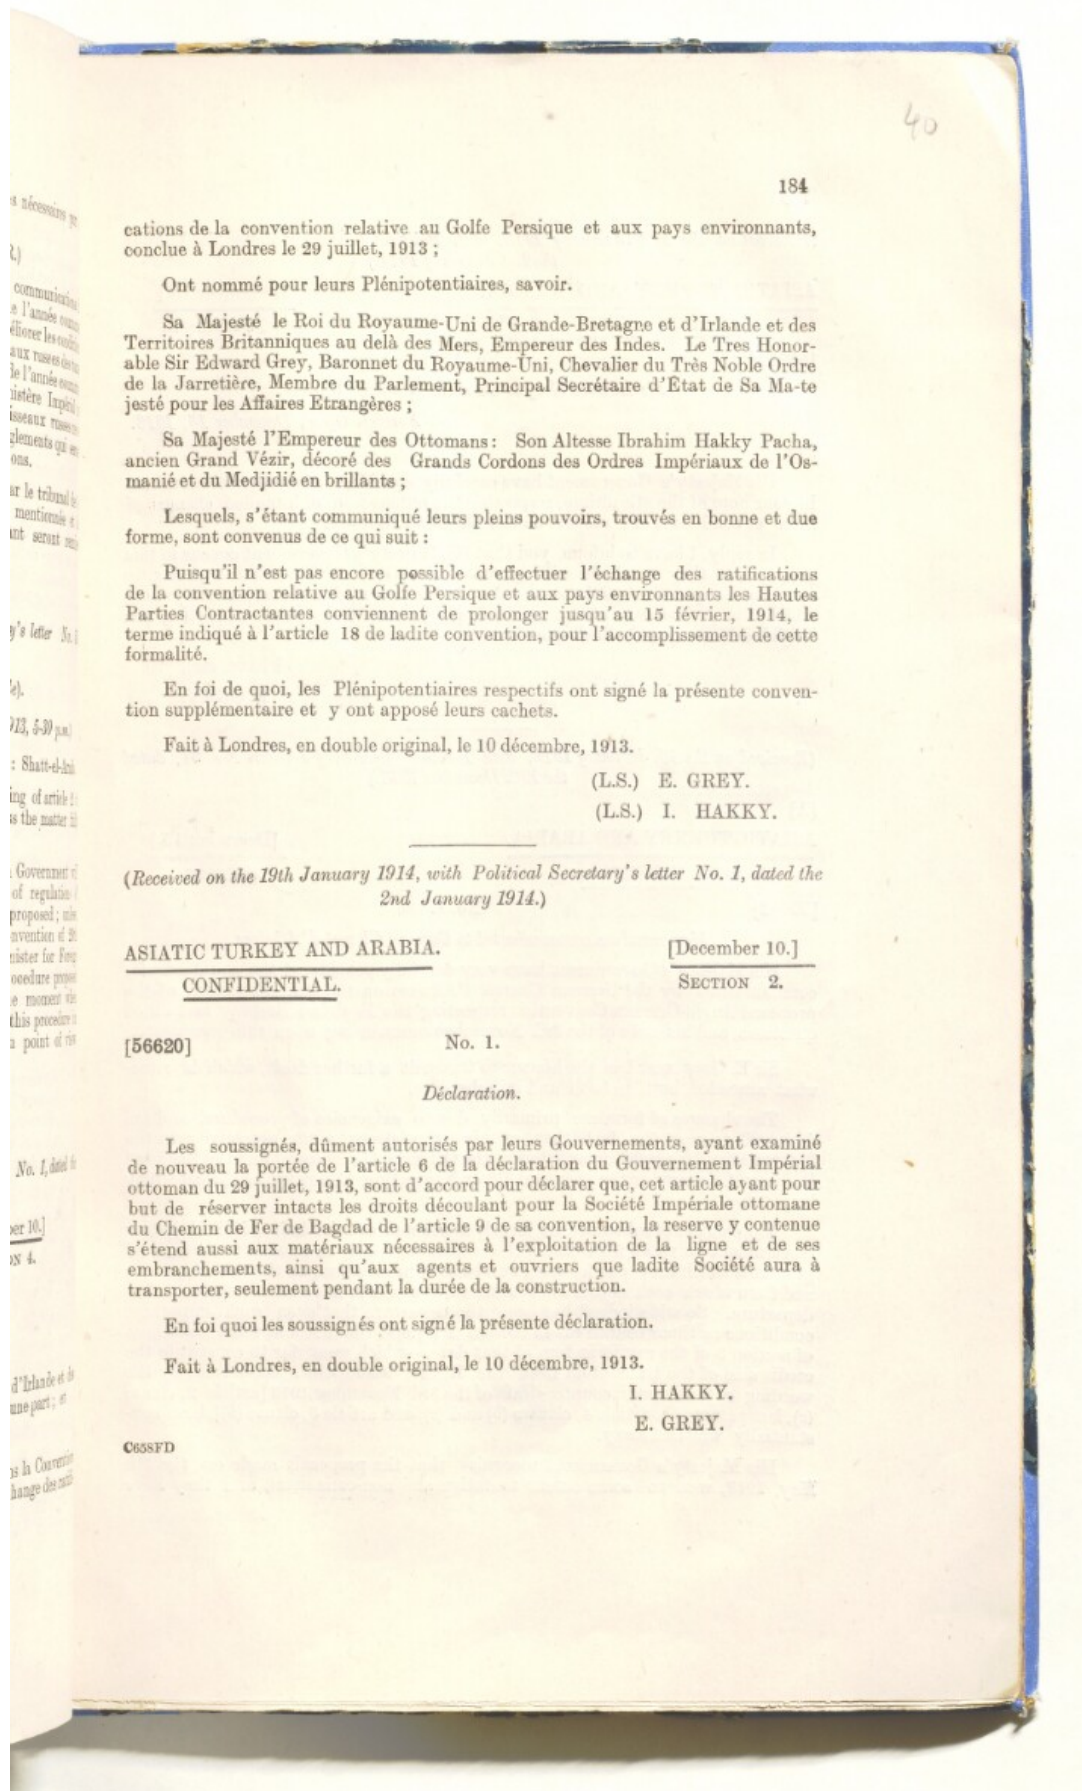 40
184
cations de la convention relative au Golfe Persique et aux pays environnants,
conclue à Londres le 29 juillet, 1913 ;
Ont nommé pour leurs Plénipotentiaires, savoir.
Sa Majesté le Roi du Royaume-Uni de Grande-Bretagne et d'Irlande et des
Territoires Britanniques au delà des Mers, Empereur des Indes. Le Tres Honor-
able Sir Edward Grey, Baronnet du Royaume-Uni, Chevalier du Très Noble Ordre
de la Jarretière, Membre du Parlement, Principal Secrétaire d'Etat de Sa Ma-te
jesté pour les Affaires Etrangères ;
Sa Majesté l'Empereur des Ottomans : Son Altesse Ibrahim Hakky Pacha,
ancien Grand Vézir, décoré des Grands Cordons des Ordres Impériaux de l'Os-
manié et du Medjidié en brillants ;
Lesquels, s'étant communiqué leurs pleins pouvoirs, trouvés en bonne et due
forme, sont convenus de ce qui suit :
Puisqu'il n'est pas encore possible d'effectuer l'échange des ratifications
de la convention relative au Golfe Persique et aux pays environnants les Hautes
Parties Contractantes conviennent de prolonger jusqu'au 15 février, 1914, le
terme indiqué à l'article 18 de ladite convention, pour l'accomplissement de cette
formalité.
En foi de quoi, les Plénipotentiaires respectifs ont signé la présente conven-
tion supplémentaire et y ont apposé leurs cachets.
Fait à Londres, en double original, le 10 décembre, 1913.
(L.S.) E. GREY.
(L.S.) I. HAKKY.
(Received on the 19th January 1914, with Political Secretary's letter No. 1, dated the
2nd January 1914.)
ASIATIC TURKEY AND ARABIA. [December 10.]
CONFIDENTIAL. SECTION 2.
[56620] No. 1.
Déclaration.
Les soussignés, dûment autorisés par leurs Gouvernements, ayant examiné
de nouveau la portée de l'article 6 de la déclaration du Gouvernement Impérial
ottoman du 29 juillet, 1913, sont d'accord pour déclarer que, cet article ayant pour
but de réserver intacts les droits découlant pour la Société Impériale ottomane
du Chemin de Fer de Bagdad de l'article 9 de sa convention, la reserve y contenue
s'étend aussi aux matériaux nécessaires à l'exploitation de la ligne et de ses
embranchements, ainsi qu'aux agents et ouvriers que ladite Société aura à
transporter, seulement pendant la durée de la construction.
En foi quoi les soussignés ont signé la présente déclaration.
Fait à Londres, en double original, le 10 décembre, 1913.
I. HAKKY.
E. GREY.
C658FD